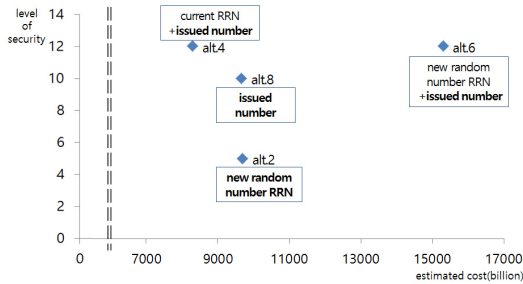 level
of
security
14
12
10
8
6
4
2
0
current RRN
+issued number
alt.4
alt.6
new random
number RRN
+issued number
alt.8
issued
number
alt.2
new random
number RRN
0
7000
9000
11000
13000
15000
17000
estimated cost(billion)